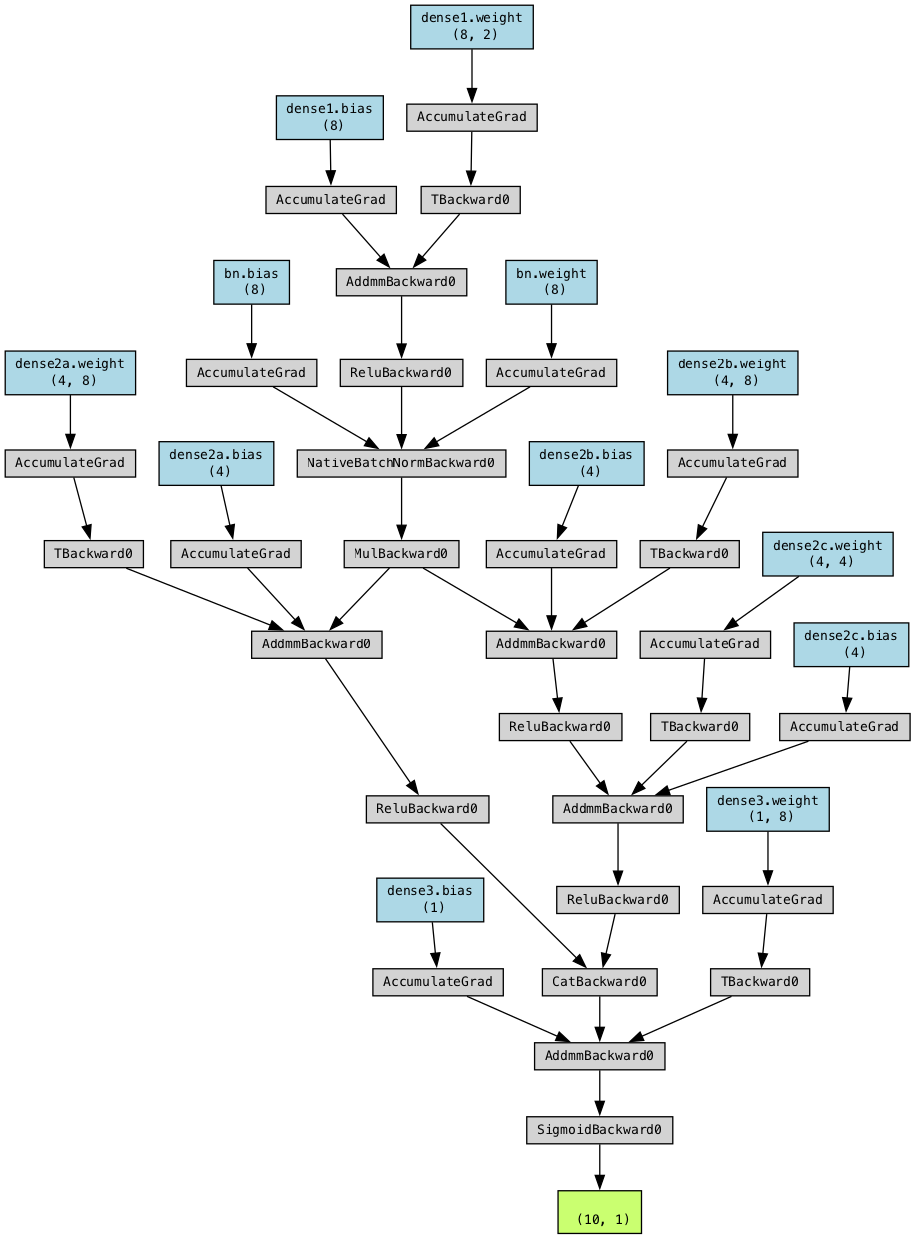 dense1.weight
(8, 2)
dense1.bias
(8)
AccumulateGrad
AccumulateGrad
TBackward0
bn.bias
(8)
AddmmBackward0
bn.weight
(8)
dense2a.weight
(4, 8)
AccumulateGrad
ReluBackward0
AccumulateGrad
dense2b.weight
(4, 8)
AccumulateGrad
dense2a.bias
(4)
NativeBatchNormBackward0
dense2b.bias
(4)
AccumulateGrad
TBackward0
AccumulateGrad
MulBackward0
AccumulateGrad
TBackward0
dense2c.weight
(4, 4)
AddmmBackward0
AddmmBackward0
AccumulateGrad
dense2c.bias
(4)
ReluBackward0
TBackward0
AccumulateGrad
ReluBackward0
AddmmBackward0
dense3.weight
(1, 8)
dense3.bias
(1)
ReluBackward0
AccumulateGrad
AccumulateGrad
CatBackward0
TBackward0
AddmmBackward0
SigmoidBackward0
(10, 1)